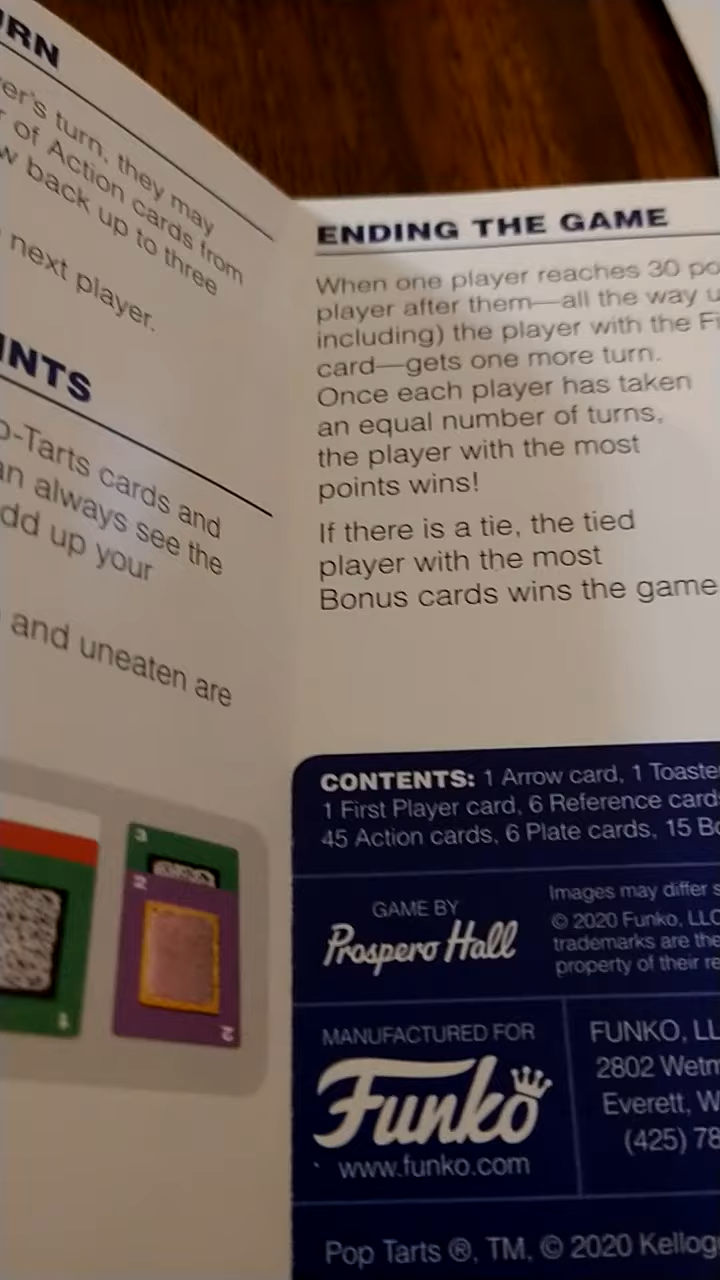 URN
er's turn, they may
r of Action cards from
w back up to three
next player.
INTS
p-Tarts cards and
an always see the
dd up your
and uneaten are
3
2
1
2
ENDING THE GAME
When one player reaches 30 po
player after them—all the way u
including) the player with the Fi
card—gets one more turn.
Once each player has taken
an equal number of turns,
the player with the most
points wins!
If there is a tie, the tied
player with the most
Bonus cards wins the game
CONTENTS: 1 Arrow card, 1 Toaste
1 First Player card, 6 Reference card
45 Action cards, 6 Plate cards, 15 Bo
GAME BY
Prospero Hall
Images may differ s
© 2020 Funko, LLC
trademarks are the
property of their re
MANUFACTURED FOR
Funko
www.funko.com
FUNKO, LL
2802 Wetm
Everett, W
(425) 78
Pop Tarts ®, TM, © 2020 Kellog